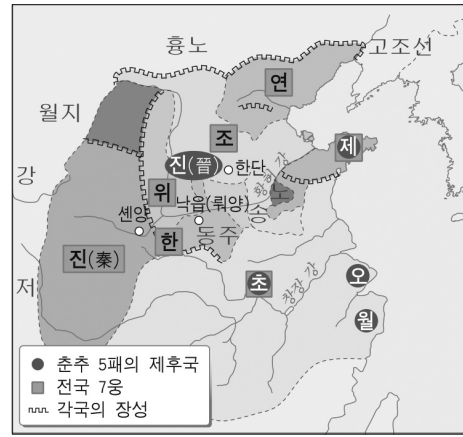 흉노
고조선
월지
연
조
제
진(晉)
한단
황허 강
노
강
위
셴양
낙읍(뤄양)
송
한
동주
진(秦)
저
초
창장 강
오
월
춘추 5패의 제후국
전국 7웅
각국의 장성